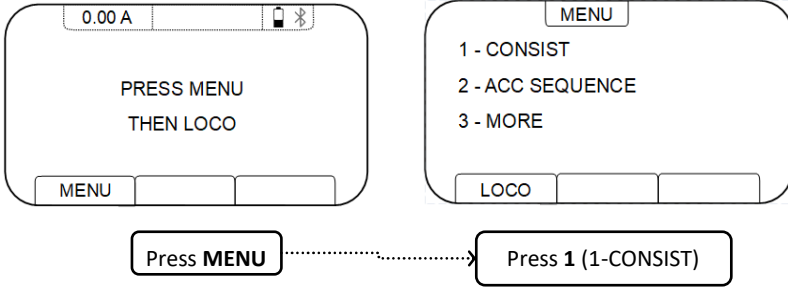 0.00 A
PRESS MENU
THEN LOCO
MENU
MENU
1 - CONSIST
2 - ACC SEQUENCE
3 - MORE
LOCO
Press MENU
Press 1 (1-CONSIST)